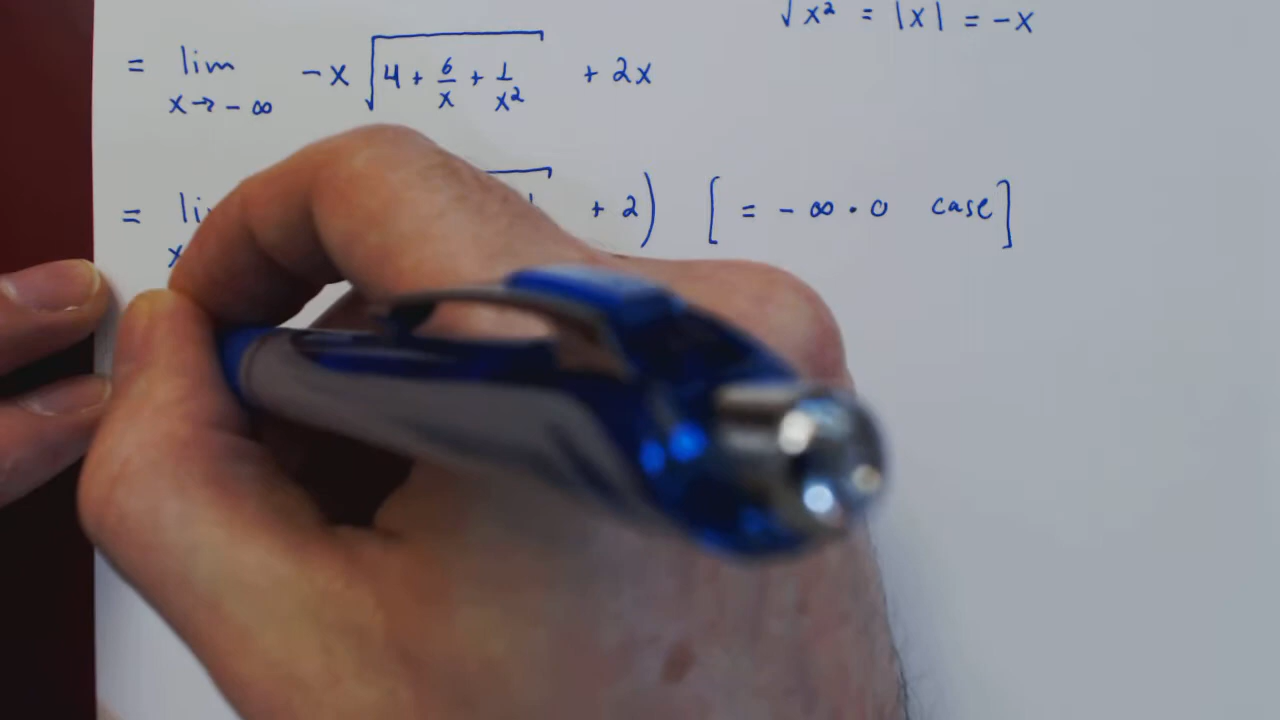 √x² = |x| = -x
= lim x→-∞ -x √(4 + 6/x + 1/x²) + 2x
= li + 2) [= -∞ · 0 case]
x